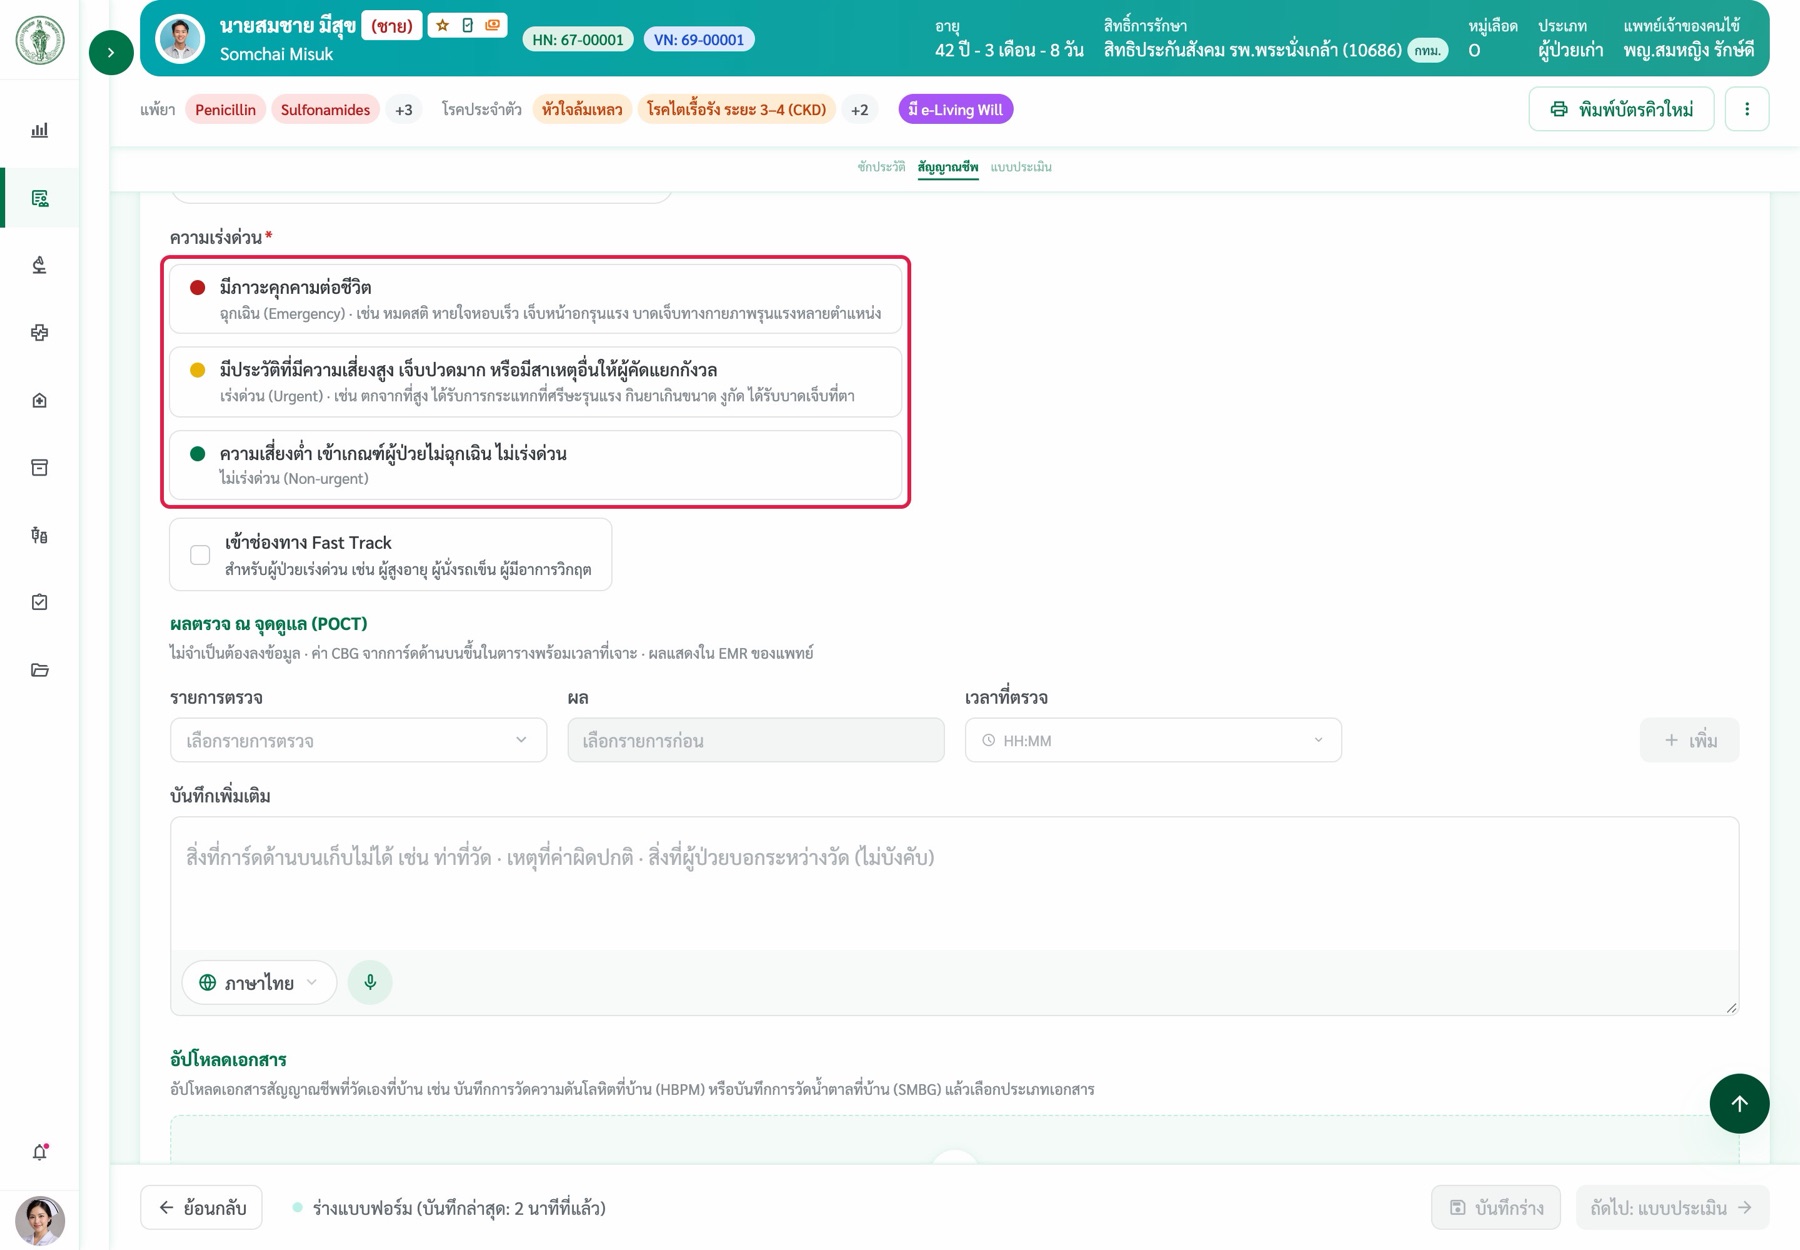 นายสมชาย มีสุข (ชาย)
Somchai Misuk
HN: 67-00001
VN: 69-00001
อายุ
42 ปี - 3 เดือน - 8 วัน
สิทธิ์การรักษา
สิทธิประกันสังคม รพ.พระนั่งเกล้า (10686) กทม.
หมู่เลือด
O
ประเภท
ผู้ป่วยเก่า
แพทย์เจ้าของคนไข้
พญ.สมหญิง รักษ์ดี
แพ้ยา Penicillin Sulfonamides +3 โรคประจำตัว หัวใจล้มเหลว โรคไตเรื้อรัง ระยะ 3–4 (CKD) +2 มี e-Living Will
พิมพ์บัตรคิวใหม่
ซักประวัติ สัญญาณชีพ แบบประเมิน
ความเร่งด่วน*
มีภาวะคุกคามต่อชีวิต
ฉุกเฉิน (Emergency) · เช่น หมดสติ หายใจหอบเร็ว เจ็บหน้าอกรุนแรง บาดเจ็บทางกายภาพรุนแรงหลายตำแหน่ง
มีประวัติที่มีความเสี่ยงสูง เจ็บปวดมาก หรือมีสาเหตุอื่นให้ผู้คัดแยกกังวล
เร่งด่วน (Urgent) · เช่น ตกจากที่สูง ได้รับการกระแทกที่ศีรษะรุนแรง กินยาเกินขนาด งูกัด ได้รับบาดเจ็บที่ตา
ความเสี่ยงต่ำ เข้าเกณฑ์ผู้ป่วยไม่ฉุกเฉิน ไม่เร่งด่วน
ไม่เร่งด่วน (Non-urgent)
เข้าช่องทาง Fast Track
สำหรับผู้ป่วยเร่งด่วน เช่น ผู้สูงอายุ ผู้นั่งรถเข็น ผู้มีอาการวิกฤต
ผลตรวจ ณ จุดดูแล (POCT)
ไม่จำเป็นต้องลงข้อมูล · ค่า CBG จากการ์ดด้านบนขึ้นในตารางพร้อมเวลาที่เจาะ · ผลแสดงใน EMR ของแพทย์
รายการตรวจ
ผล
เวลาที่ตรวจ
เลือกรายการตรวจ
เลือกรายการก่อน
HH:MM
+ เพิ่ม
บันทึกเพิ่มเติม
สิ่งที่การ์ดด้านบนเก็บไม่ได้ เช่น ท่าที่วัด · เหตุที่ค่าผิดปกติ · สิ่งที่ผู้ป่วยบอกระหว่างวัด (ไม่บังคับ)
ภาษาไทย
อัปโหลดเอกสาร
อัปโหลดเอกสารสัญญาณชีพที่วัดเองที่บ้าน เช่น บันทึกการวัดความดันโลหิตที่บ้าน (HBPM) หรือบันทึกการวัดน้ำตาลที่บ้าน (SMBG) แล้วเลือกประเภทเอกสาร
ย้อนกลับ
ร่างแบบฟอร์ม (บันทึกล่าสุด: 2 นาทีที่แล้ว)
บันทึกร่าง
ถัดไป: แบบประเมิน